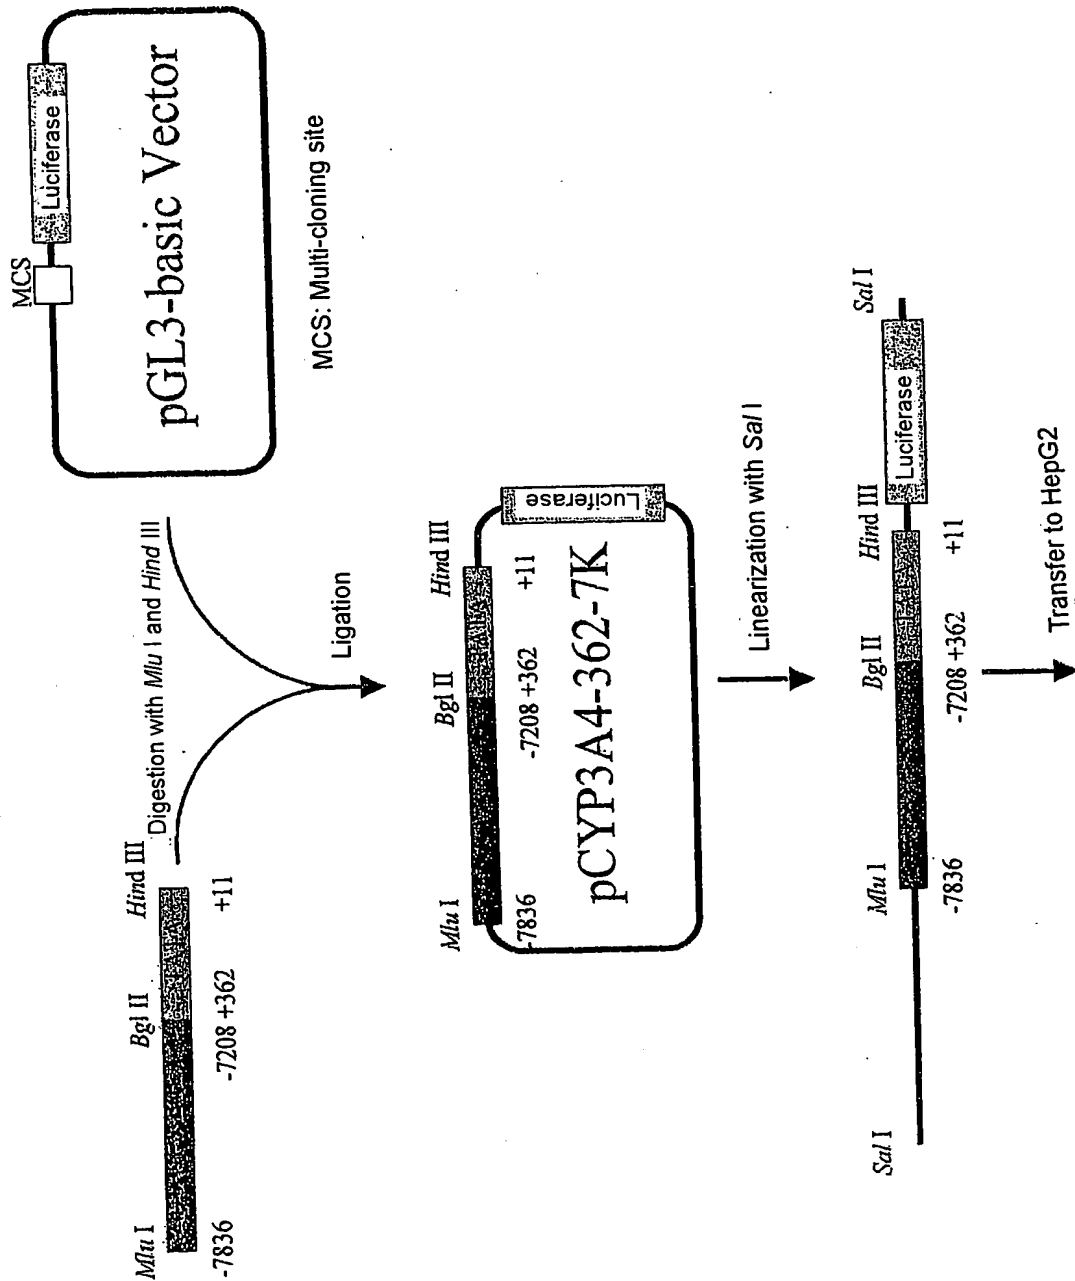 MCS
Luciferase
pGL3-basic Vector
MCS: Multi-cloning site
Mlu I Bgl II Hind III
-7836 -7208 +362 +11
Digestion with Mlu I and Hind III
Ligation
Mlu I Bgl II Hind III
-7836 -7208 +362 +11
Luciferase
pCYP3A4-362-7K
Linearization with Sal I
Sal I Mlu I Bgl II Hind III Sal I
Luciferase
-7836 -7208 +362 +11
Transfer to HepG2